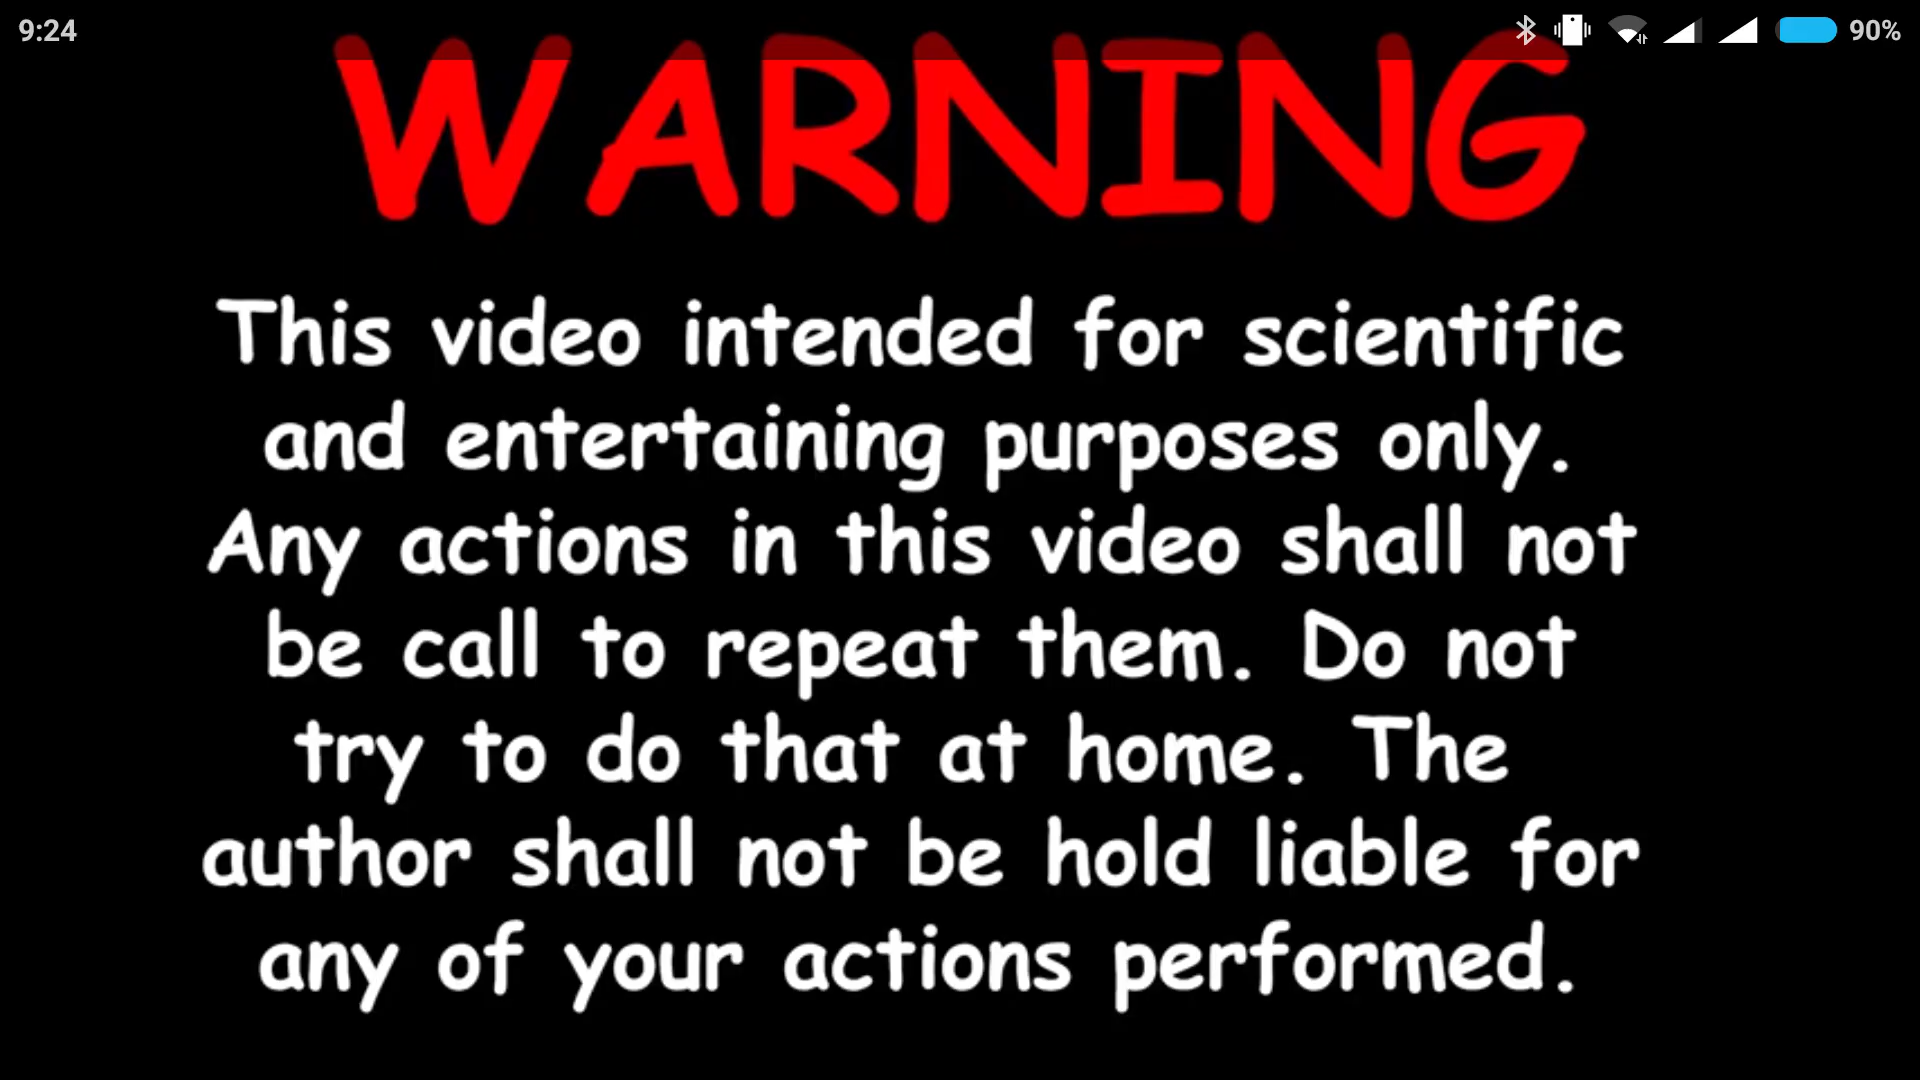 9:24
90%
WARNING
This video intended for scientific
and entertaining purposes only.
Any actions in this video shall not
be call to repeat them. Do not
try to do that at home. The
author shall not be hold liable for
any of your actions performed.